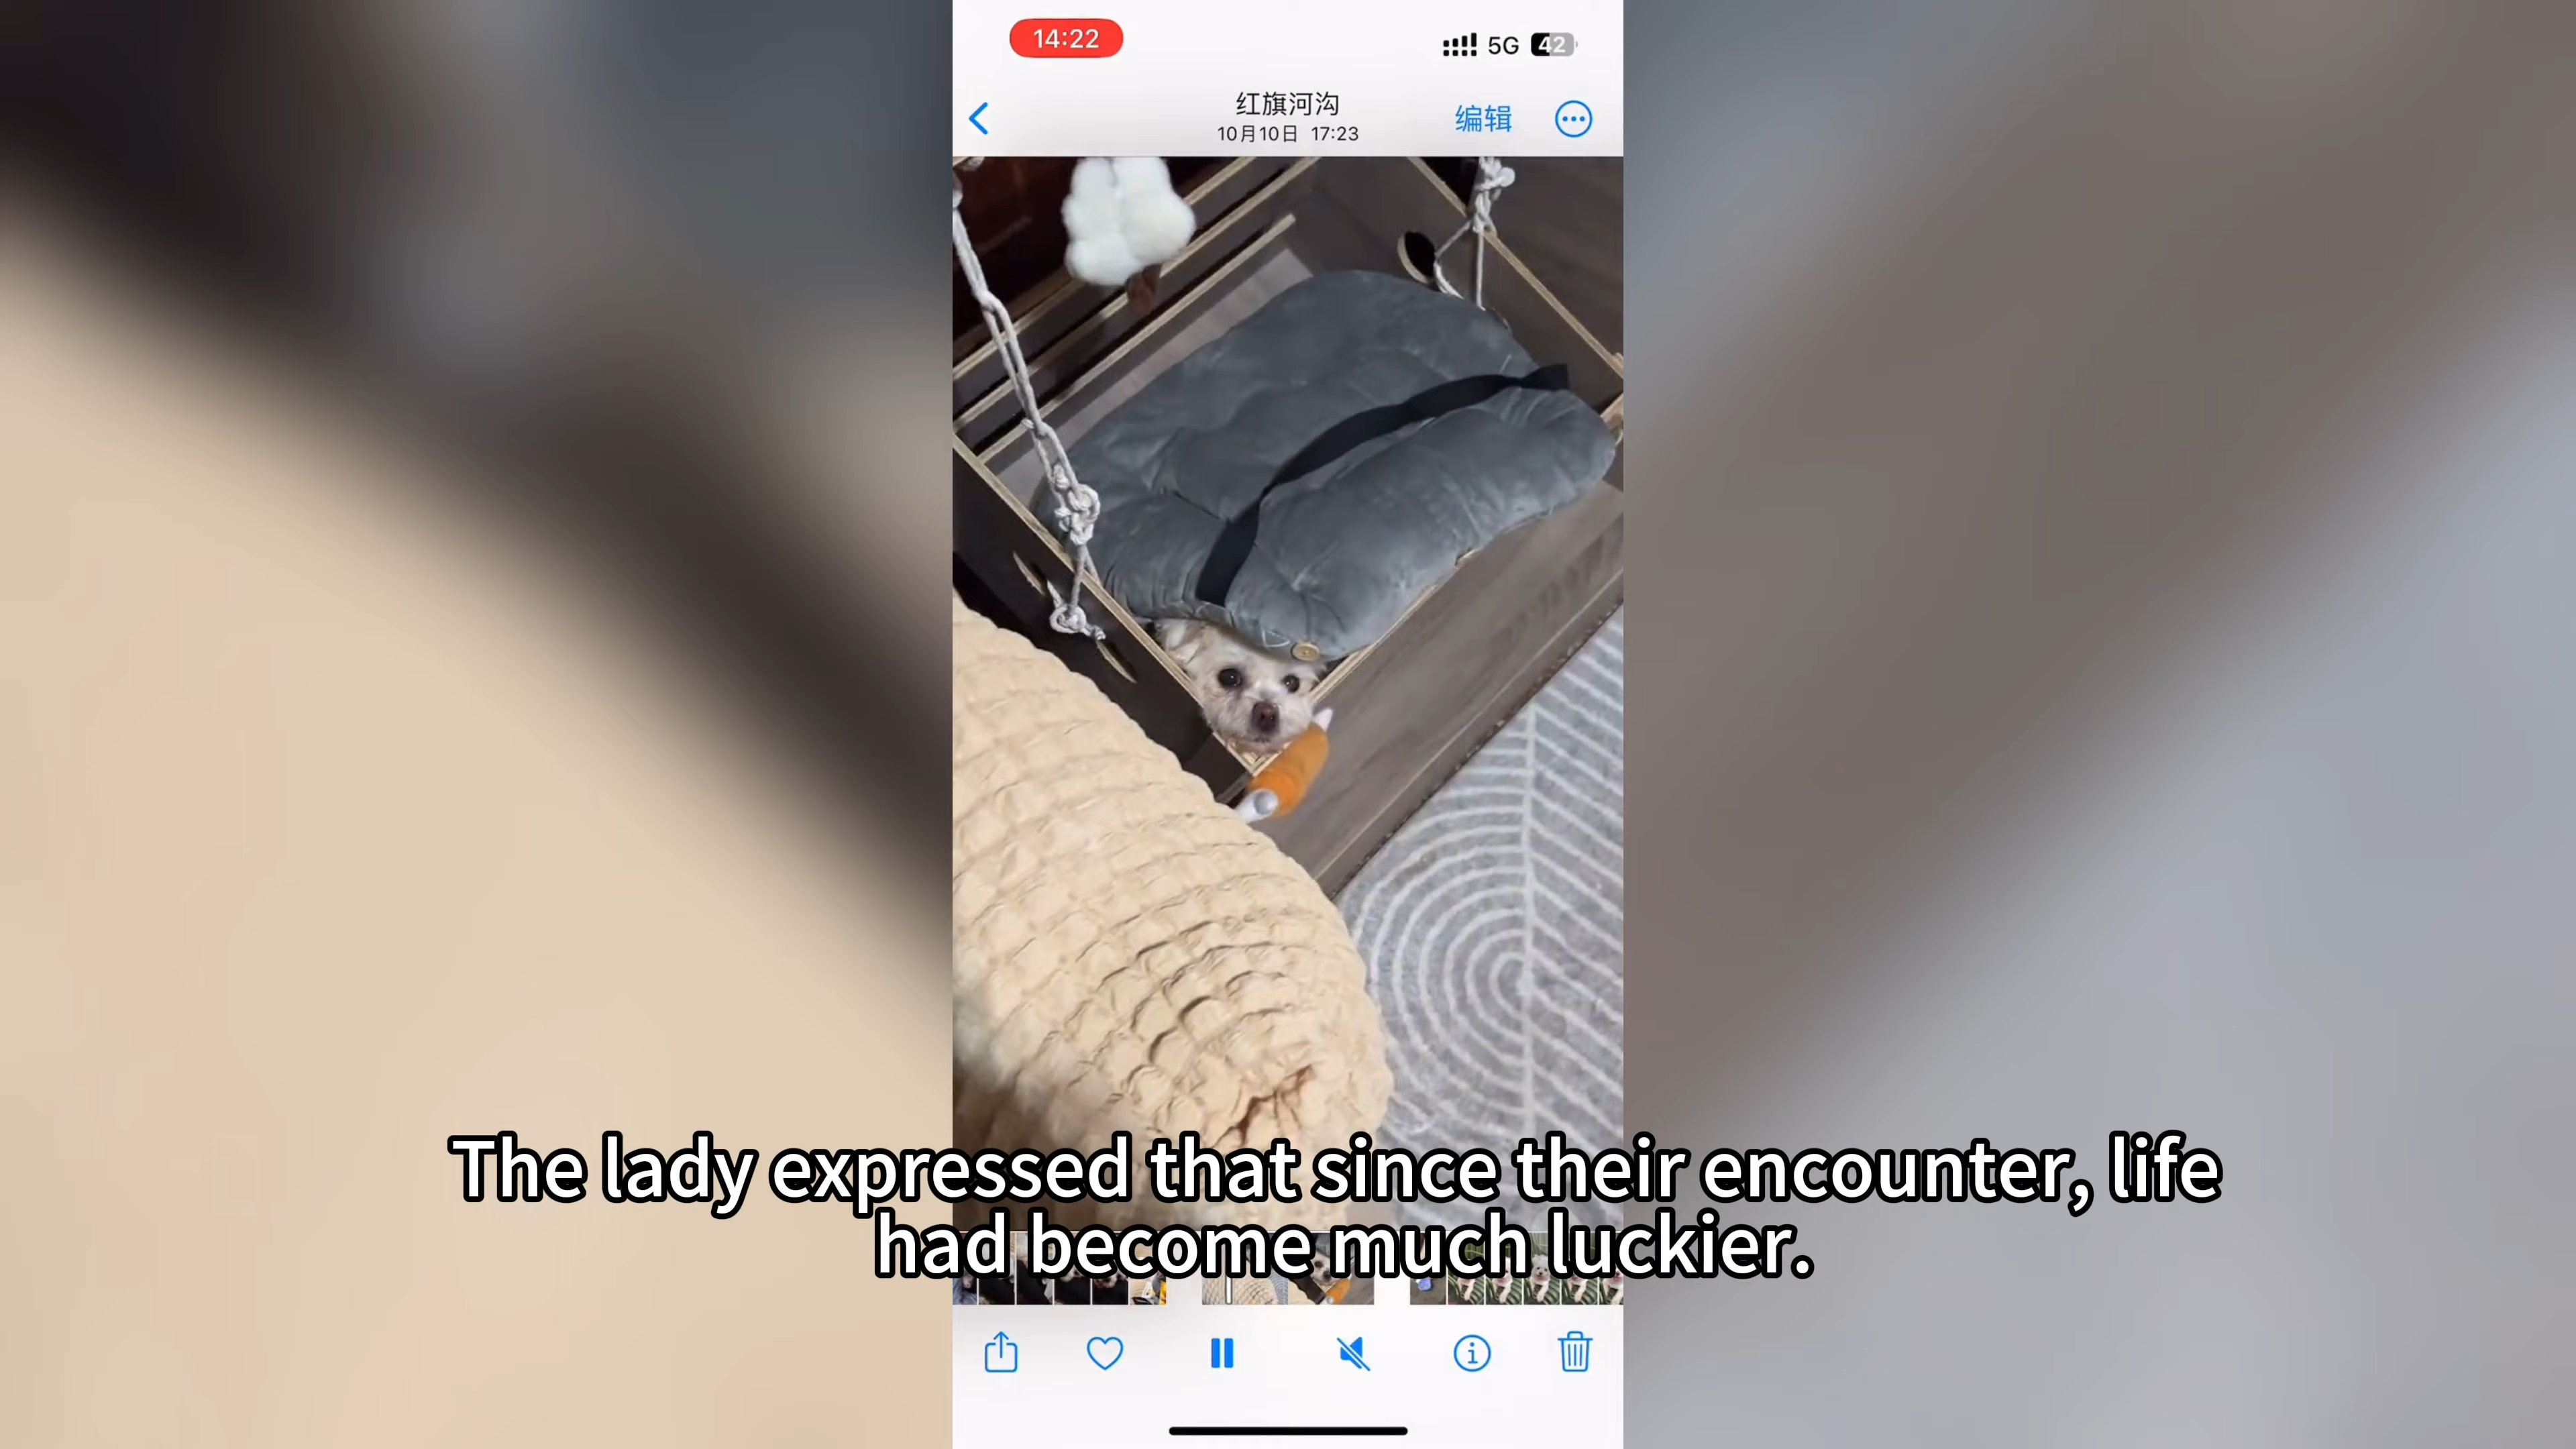 14:22
5G 42
红旗河沟
10月10日 17:23
编辑
The lady expressed that since their encounter, life
had become much luckier.